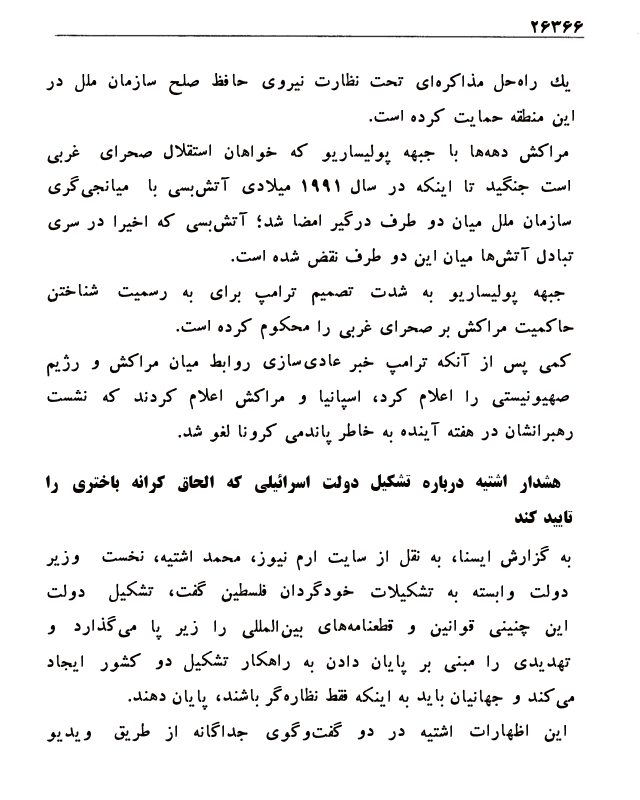 ۲۶۳۶۶
یك راه‌حل مذاکره‌ای تحت نظارت نیروی حافظ صلح سازمان ملل در
این منطقه حمایت کرده است.
مراکش دهه‌ها با جبهه پولیساریو که خواهان استقلال صحرای غربی
است جنگید تا اینکه در سال ۱۹۹۱ میلادی آتش‌بسی با میانجی‌گری
سازمان ملل میان دو طرف درگیر امضا شد؛ آتش‌بسی که اخیرا در سری
تبادل آتش‌ها میان این دو طرف نقض شده است.
جبهه پولیساریو به شدت تصمیم ترامپ برای به رسمیت شناختن
حاکمیت مراکش بر صحرای غربی را محکوم کرده است.
کمی پس از آنکه ترامپ خبر عادی‌سازی روابط میان مراکش و رژیم
صهیونیستی را اعلام کرد، اسپانیا و مراکش اعلام کردند که نشست
رهبرانشان در هفته آینده به خاطر پاندمی کرونا لغو شد.
هشدار اشتیه درباره تشکیل دولت اسرائیلی که الحاق کرانه باختری را
تایید کند
به گزارش ایسنا، به نقل از سایت ارم نیوز، محمد اشتیه، نخست وزیر
دولت وابسته به تشکیلات خودگردان فلسطین گفت، تشکیل دولت
این چنینی قوانین و قطعنامه‌های بین‌المللی را زیر پا می‌گذارد و
تهدیدی را مبنی بر پایان دادن به راهکار تشکیل دو کشور ایجاد
می‌کند و جهانیان باید به اینکه فقط نظاره‌گر باشند، پایان دهند.
این اظهارات اشتیه در دو گفت‌وگوی جداگانه از طریق ویدیو